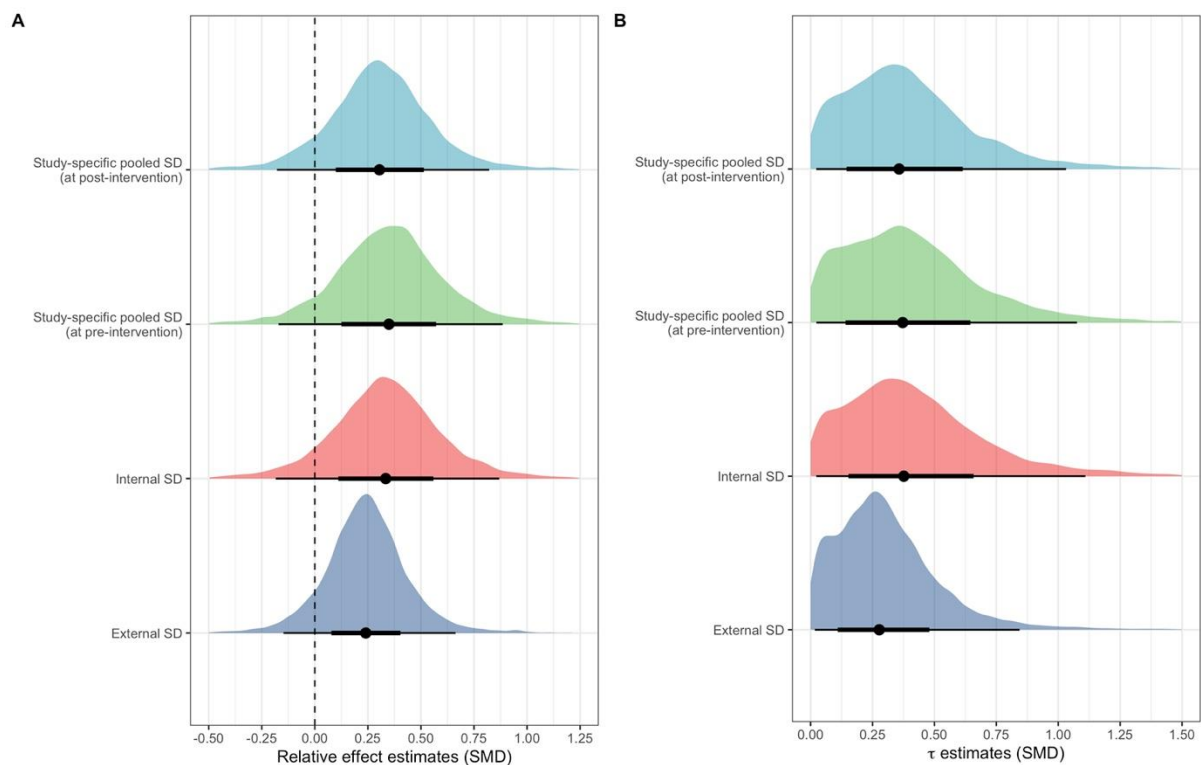 A
Study-specific pooled SD
(at post-intervention)
Study-specific pooled SD
(at pre-intervention)
Internal SD
External SD
-0.50 -0.25 0.00 0.25 0.50 0.75 1.00 1.25
Relative effect estimates (SMD)
B
Study-specific pooled SD
(at post-intervention)
Study-specific pooled SD
(at pre-intervention)
Internal SD
External SD
0.00 0.25 0.50 0.75 1.00 1.25 1.50
τ estimates (SMD)